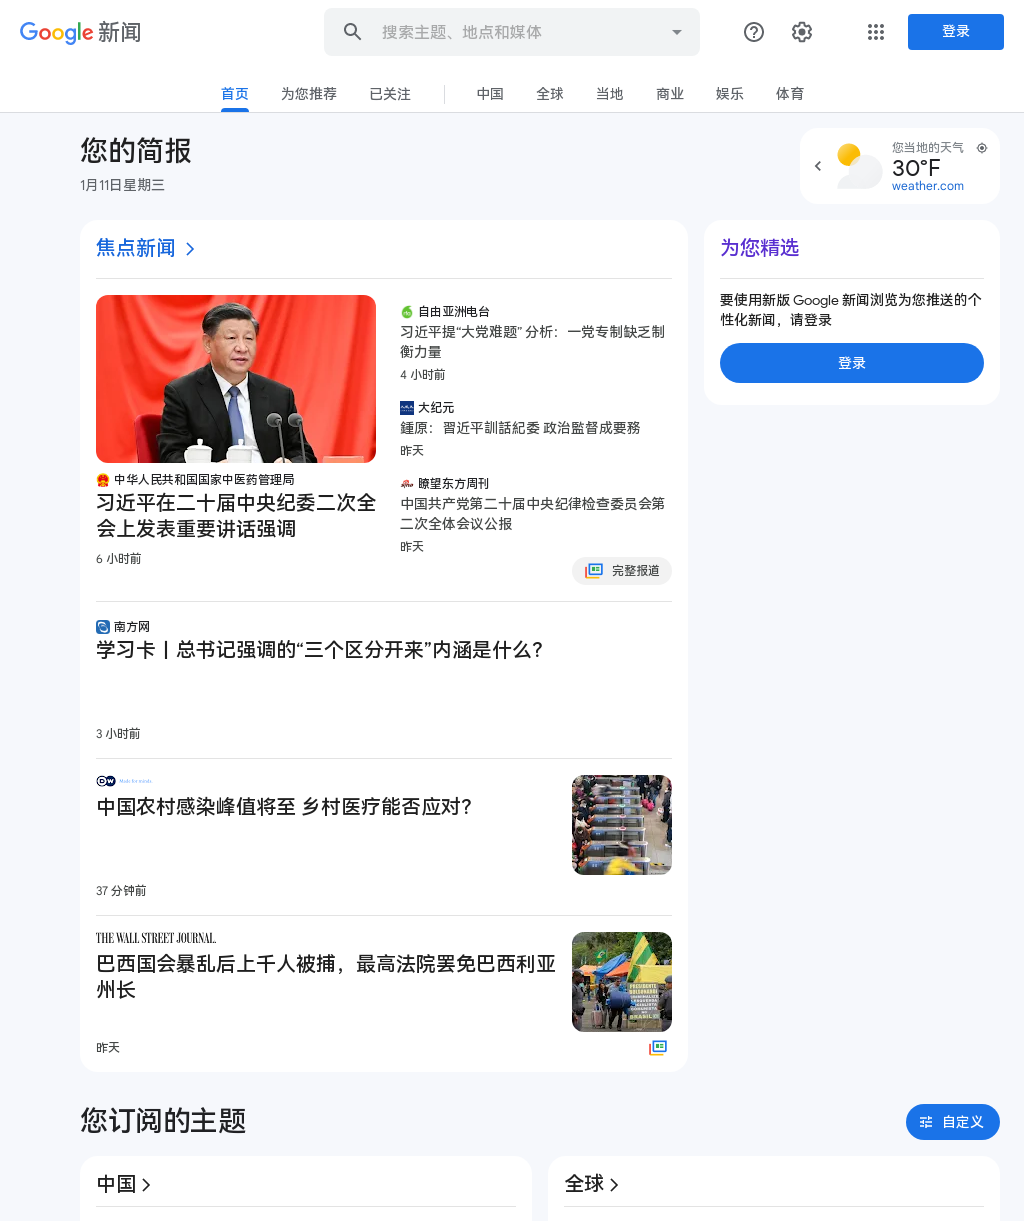 Google 新闻
搜索主题、地点和媒体
登录
首页
为您推荐
已关注
中国
全球
当地
商业
娱乐
体育
您的简报
1月11日星期三
您当地的天气
30°F
weather.com
焦点新闻
中华人民共和国国家中医药管理局
习近平在二十届中央纪委二次全
会上发表重要讲话强调
6 小时前
自由亚洲电台
习近平提“大党难题” 分析：一党专制缺乏制
衡力量
4 小时前
大纪元
鍾原：習近平訓話紀委 政治監督成要務
昨天
瞭望东方周刊
中国共产党第二十届中央纪律检查委员会第
二次全体会议公报
昨天
完整报道
南方网
学习卡丨总书记强调的“三个区分开来”内涵是什么？
3 小时前
DW Made for minds.
中国农村感染峰值将至 乡村医疗能否应对？
37 分钟前
THE WALL STREET JOURNAL.
巴西国会暴乱后上千人被捕，最高法院罢免巴西利亚
州长
PRESIDENTE
BOLSONARO
昨天
为您精选
要使用新版 Google 新闻浏览为您推送的个
性化新闻，请登录
登录
您订阅的主题
自定义
中国
全球